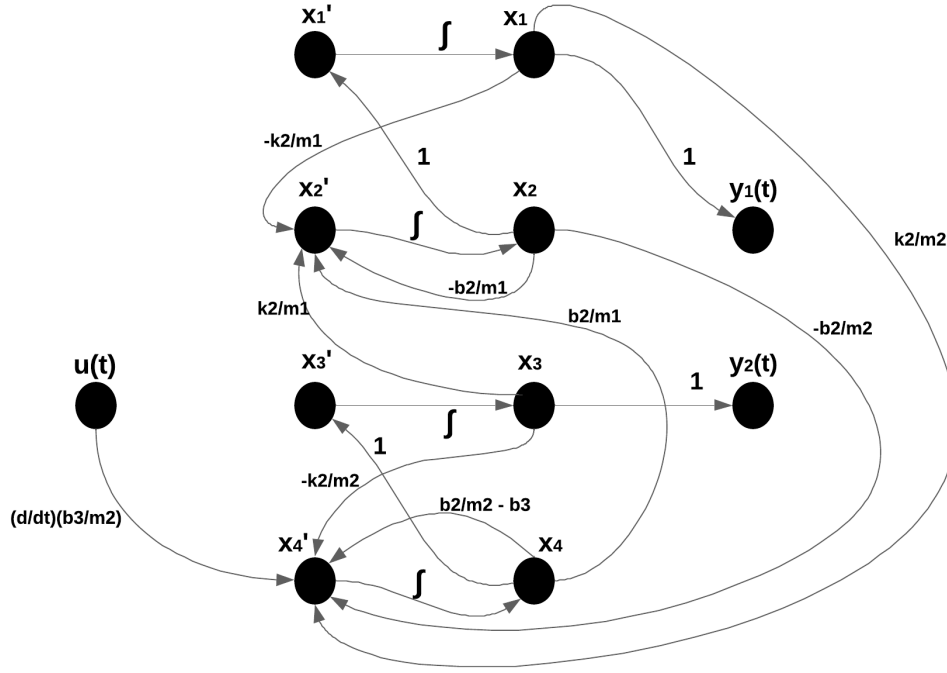 x1'
x1
∫
-k2/m1
1
1
x2'
x2
y1(t)
∫
k2/m2
-b2/m1
k2/m1
b2/m1
-b2/m2
u(t)
x3'
x3
y2(t)
1
∫
1
-k2/m2
b2/m2 - b3
(d/dt)(b3/m2)
x4'
x4
∫